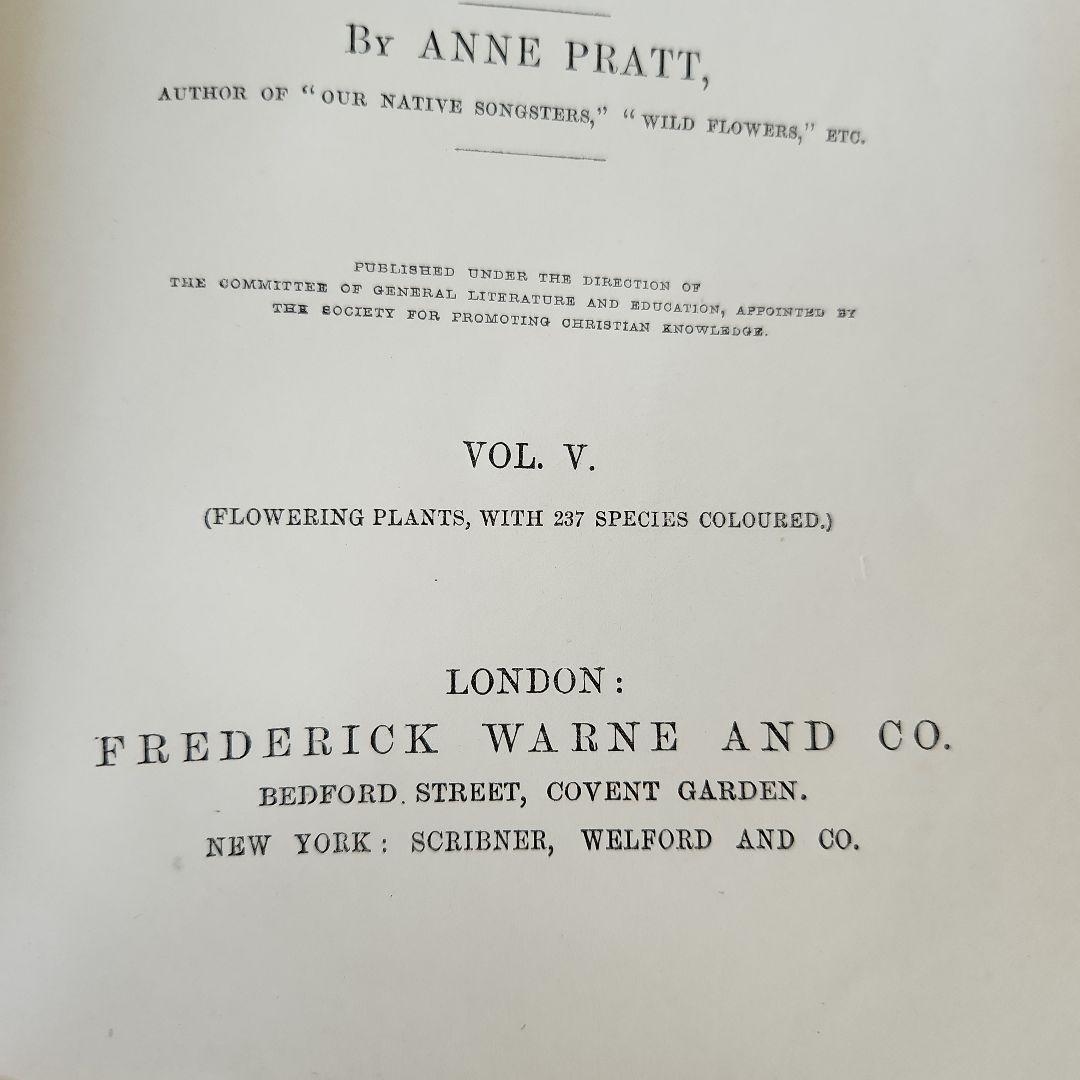 By ANNE PRATT,
AUTHOR OF "OUR NATIVE SONGSTERS," "WILD FLOWERS," ETC.
PUBLISHED UNDER THE DIRECTION OF
THE COMMITTEE OF GENERAL LITERATURE AND EDUCATION, APPOINTED BY
THE SOCIETY FOR PROMOTING CHRISTIAN KNOWLEDGE.
VOL. V.
(FLOWERING PLANTS, WITH 237 SPECIES COLOURED.)
LONDON:
FREDERICK WARNE AND CO.
BEDFORD. STREET, COVENT GARDEN.
NEW YORK: SCRIBNER, WELFORD AND CO.